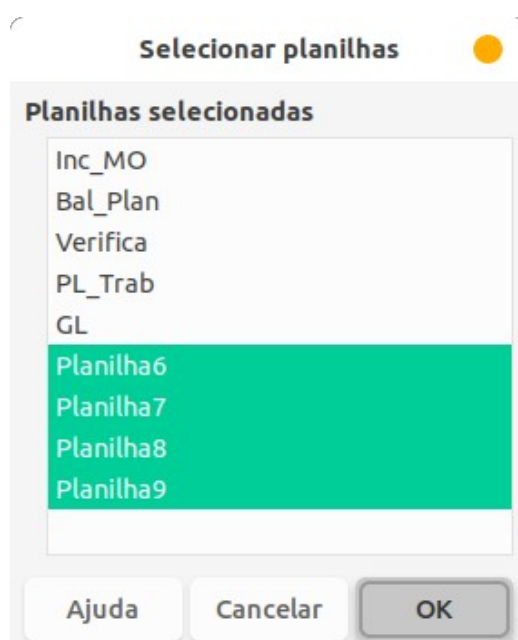 Selecionar planilhas
Planilhas selecionadas
Inc_MO
Bal_Plan
Verifica
PL_Trab
GL
Planilha6
Planilha7
Planilha8
Planilha9
Ajuda Cancelar OK